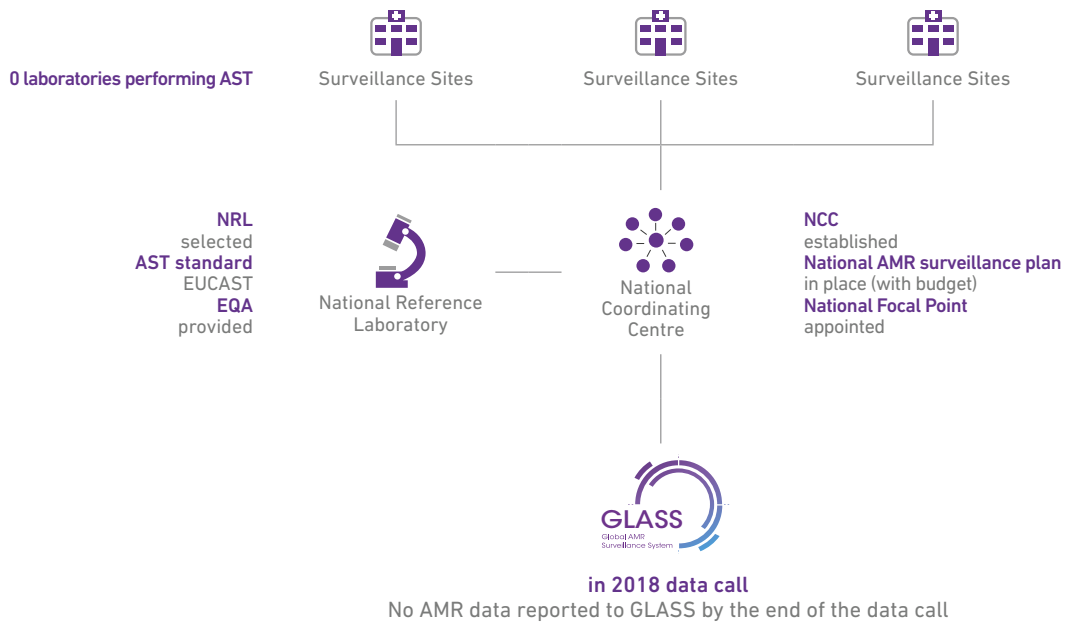 0 laboratories performing AST
Surveillance Sites
Surveillance Sites
Surveillance Sites
NRL
selected
AST standard
EUCAST
EQA
provided
National Reference
Laboratory
National
Coordinating
Centre
NCC
established
National AMR surveillance plan
in place (with budget)
National Focal Point
appointed
GLASS
Global AMR
Surveillance System
in 2018 data call
No AMR data reported to GLASS by the end of the data call